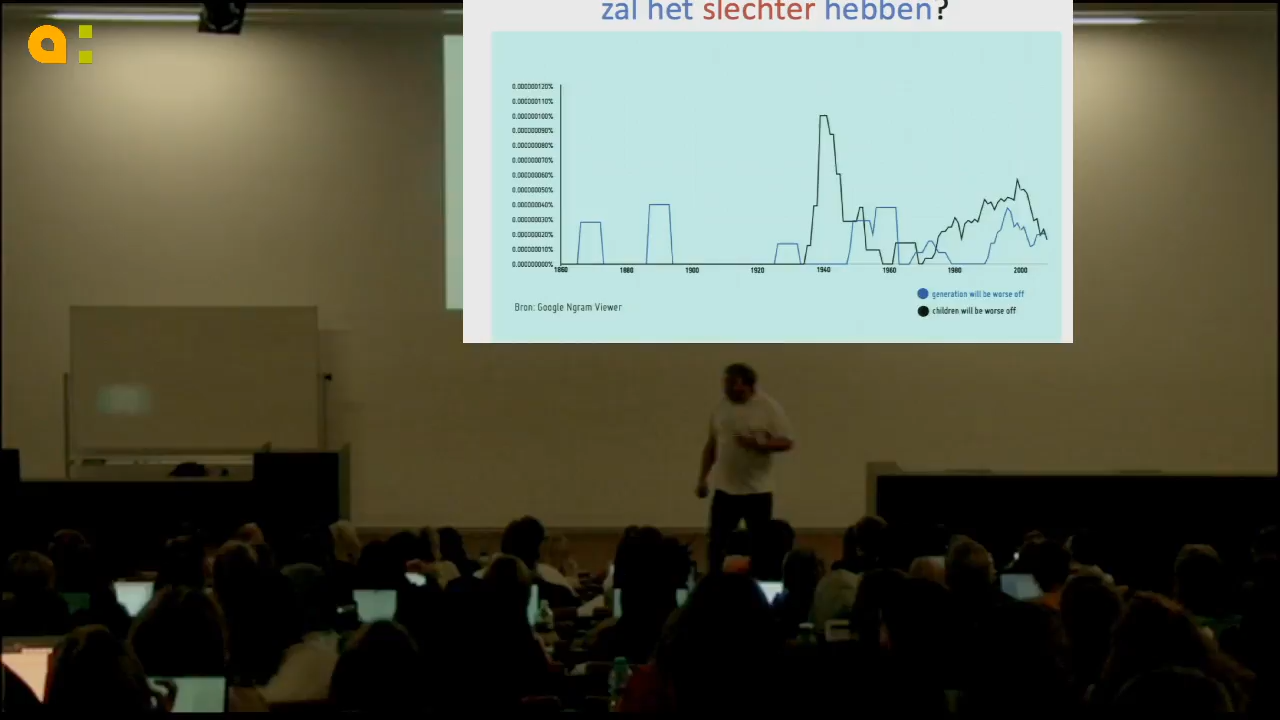 a:
zal het slechter hebben?
0.000000120%
0.000000110%
0.000000100%
0.000000090%
0.000000080%
0.000000070%
0.000000060%
0.000000050%
0.000000040%
0.000000030%
0.000000020%
0.000000010%
0.000000000%
1860 1880 1900 1920 1940 1960 1980 2000
Bron: Google Ngram Viewer
generation will be worse off
children will be worse off